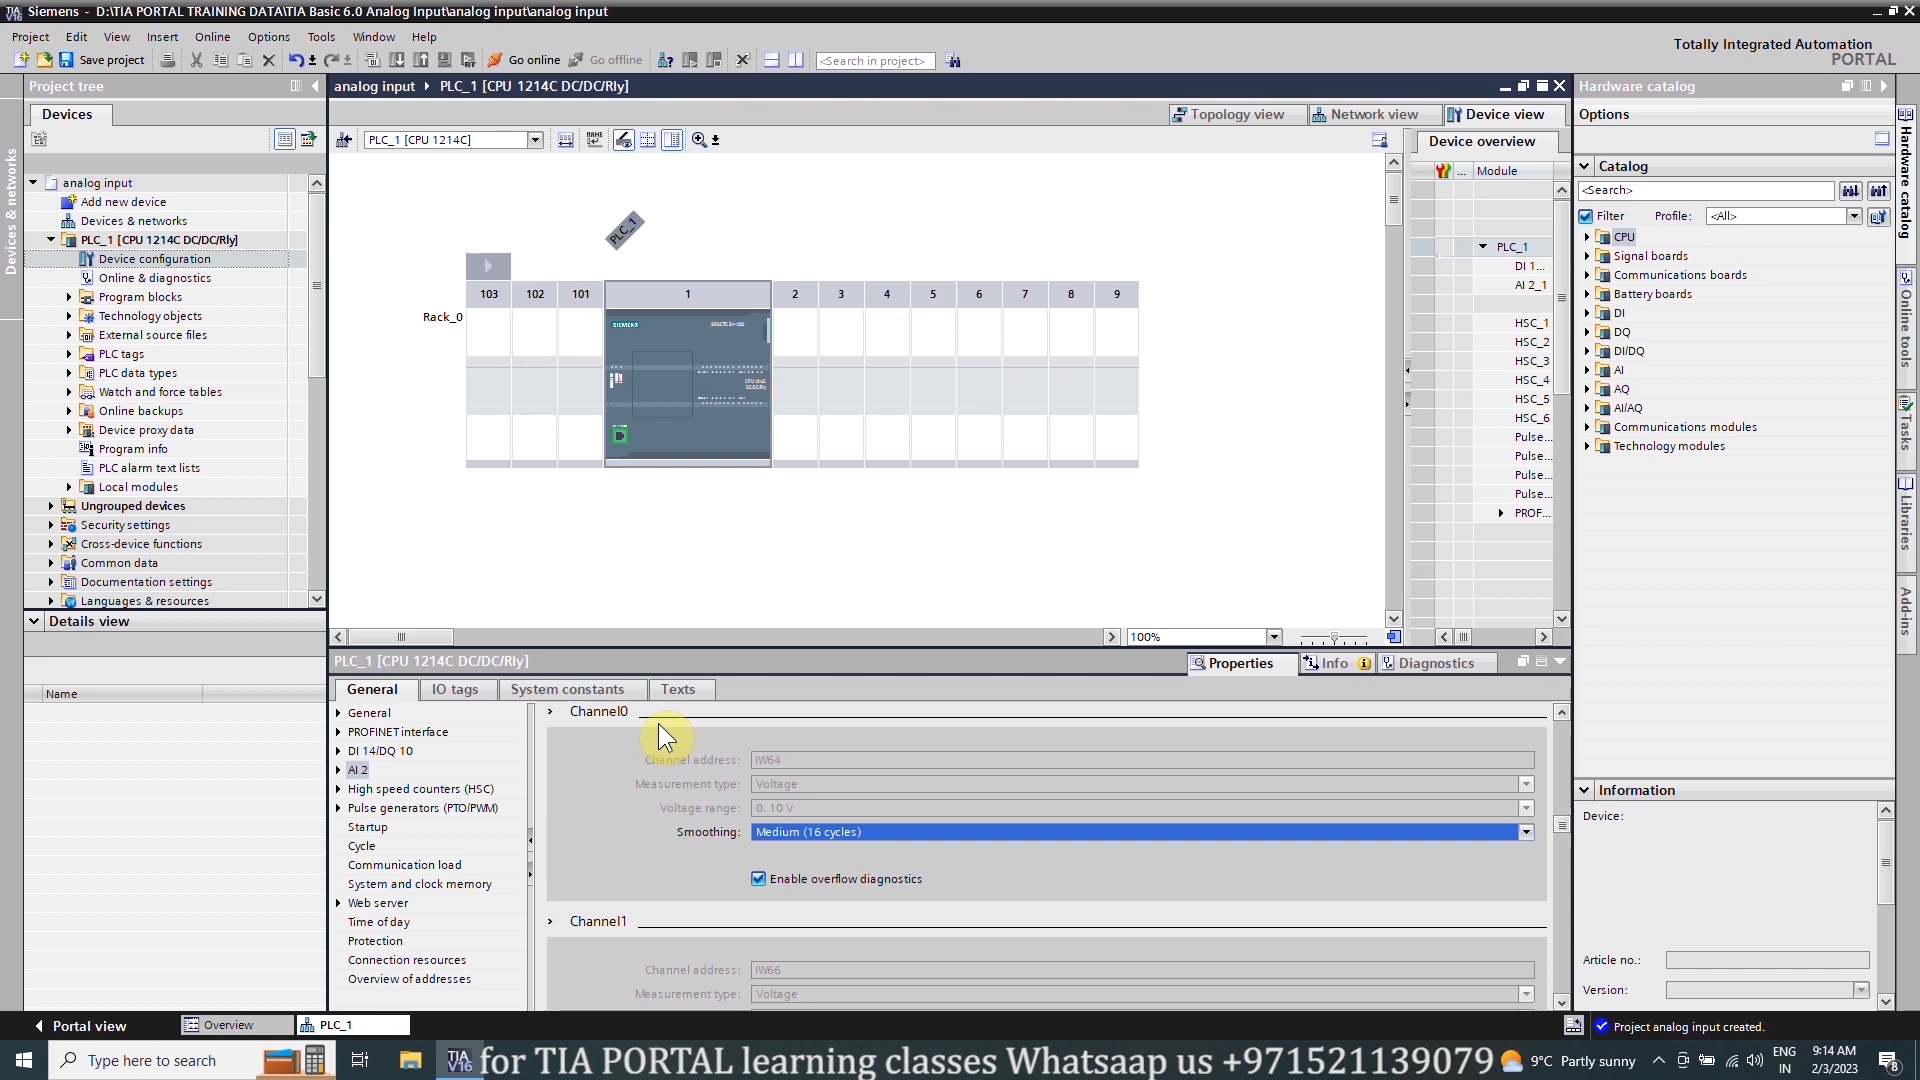 Siemens - D:\TIA PORTAL TRAINING DATA\TIA Basic 6.0 Analog Input\analog input\analog input
Project Edit View Insert Online Options Tools Window Help
Totally Integrated Automation
PORTAL
Save project Go online Go offline <Search in project>
Project tree
analog input PLC_1 [CPU 1214C DC/DC/Rly]
Hardware catalog
Devices
Topology view Network view Device view
Options
PLC_1 [CPU 1214C]
Device overview
Devices & networks
analog input
Add new device
Devices & networks
PLC_1 [CPU 1214C DC/DC/Rly]
Device configuration
Online & diagnostics
Program blocks
Technology objects
External source files
PLC tags
PLC data types
Watch and force tables
Online backups
Device proxy data
Program info
PLC alarm text lists
Local modules
Ungrouped devices
Security settings
Cross-device functions
Common data
Documentation settings
Languages & resources
Details view
Name
PLC_1
103 102 101 1 2 3 4 5 6 7 8 9
Rack_0
SIEMENS
100%
... Module
PLC_1
DI 1...
AI 2_1
HSC_1
HSC_2
HSC_3
HSC_4
HSC_5
HSC_6
Pulse...
Pulse...
Pulse...
Pulse...
PROF...
Catalog
<Search>
Filter Profile: <All>
CPU
Signal boards
Communications boards
Battery boards
DI
DQ
DI/DQ
AI
AQ
AI/AQ
Communications modules
Technology modules
Hardware catalog
Online tools
Tasks
Libraries
Add-ins
PLC_1 [CPU 1214C DC/DC/Rly]
Properties Info Diagnostics
General IO tags System constants Texts
General
PROFINET interface
DI 14/DQ 10
AI 2
High speed counters (HSC)
Pulse generators (PTO/PWM)
Startup
Cycle
Communication load
System and clock memory
Web server
Time of day
Protection
Connection resources
Overview of addresses
Channel0
Channel address: IW64
Measurement type: Voltage
Voltage range: 0..10 V
Smoothing: Medium (16 cycles)
Enable overflow diagnostics
Channel1
Channel address: IW66
Measurement type: Voltage
Information
Device:
Article no.:
Version:
Portal view Overview PLC_1
Project analog input created.
Type here to search
for TIA PORTAL learning classes Whatsaap us +971521139079
9°C Partly sunny
ENG
IN
9:14 AM
2/3/2023
8